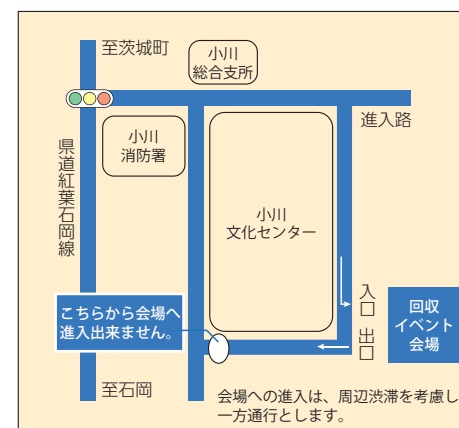 至茨城町
小川
総合支所
進入路
小川
消防署
県道紅葉石岡線
小川
文化センター
入口
出口
回収
イベント
会場
こちらから会場へ
進入出来ません。
至石岡
会場への進入は、周辺渋滞を考慮し
一方通行とします。